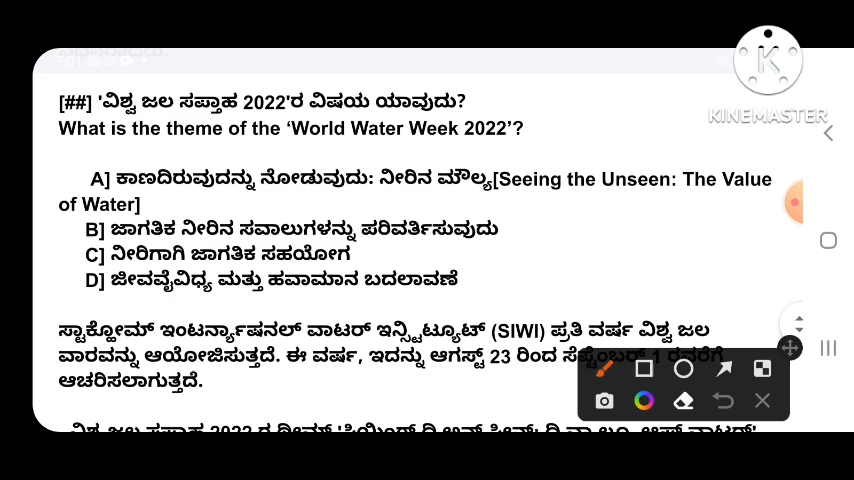 [##] 'ವಿಶ್ವ ಜಲ ಸಪ್ತಾಹ 2022'ರ ವಿಷಯ ಯಾವುದು?
What is the theme of the ‘World Water Week 2022’?
A] ಕಾಣದಿರುವುದನ್ನು ನೋಡುವುದು: ನೀರಿನ ಮೌಲ್ಯ[Seeing the Unseen: The Value
of Water]
B] ಜಾಗತಿಕ ನೀರಿನ ಸವಾಲುಗಳನ್ನು ಪರಿವರ್ತಿಸುವುದು
C] ನೀರಿಗಾಗಿ ಜಾಗತಿಕ ಸಹಯೋಗ
D] ಜೀವವೈವಿಧ್ಯ ಮತ್ತು ಹವಾಮಾನ ಬದಲಾವಣೆ
ಸ್ಟಾಕ್ಹೋಮ್ ಇಂಟರ್ನ್ಯಾಷನಲ್ ವಾಟರ್ ಇನ್ಸ್ಟಿಟ್ಯೂಟ್ (SIWI) ಪ್ರತಿ ವರ್ಷ ವಿಶ್ವ ಜಲ
ವಾರವನ್ನು ಆಯೋಜಿಸುತ್ತದೆ. ಈ ವರ್ಷ, ಇದನ್ನು ಆಗಸ್ಟ್ 23 ರಿಂದ ಸೆಪ್ಟೆಂಬರ್ 1 ರವರೆಗೆ
ಆಚರಿಸಲಾಗುತ್ತದೆ.
KINEMASTER